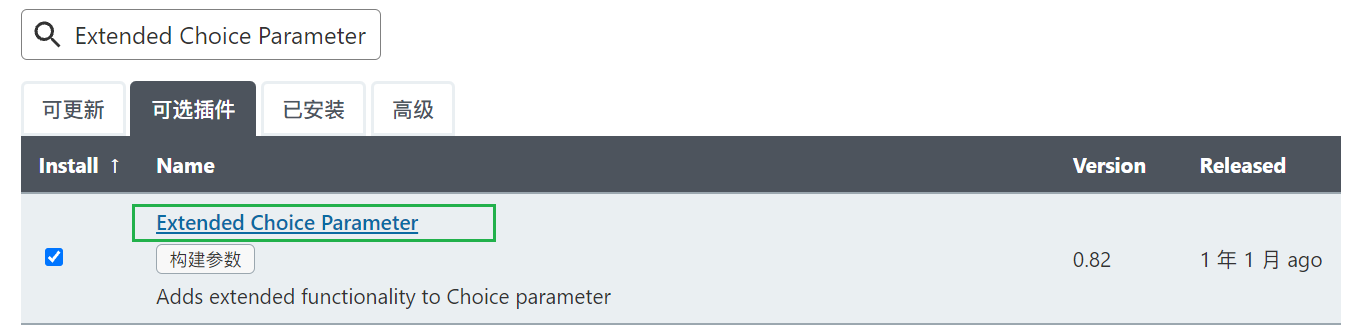 Extended Choice Parameter
可更新 可选插件 已安装 高级
Install ↑ Name Version Released
Extended Choice Parameter
构建参数
0.82 1 年 1 月 ago
Adds extended functionality to Choice parameter